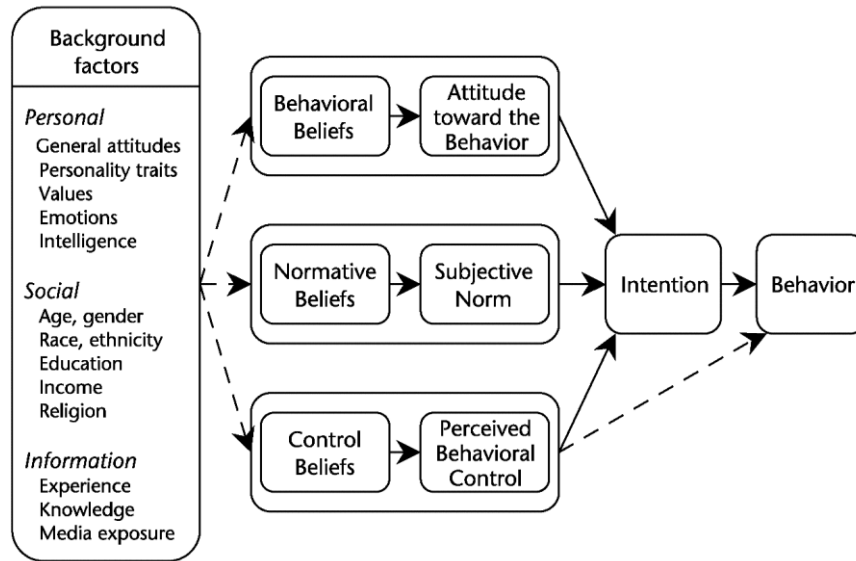 Background
factors
Personal
General attitudes
Personality traits
Values
Emotions
Intelligence
Social
Age, gender
Race, ethnicity
Education
Income
Religion
Information
Experience
Knowledge
Media exposure
Behavioral
Beliefs
Attitude
toward the
Behavior
Normative
Beliefs
Subjective
Norm
Control
Beliefs
Perceived
Behavioral
Control
Intention
Behavior